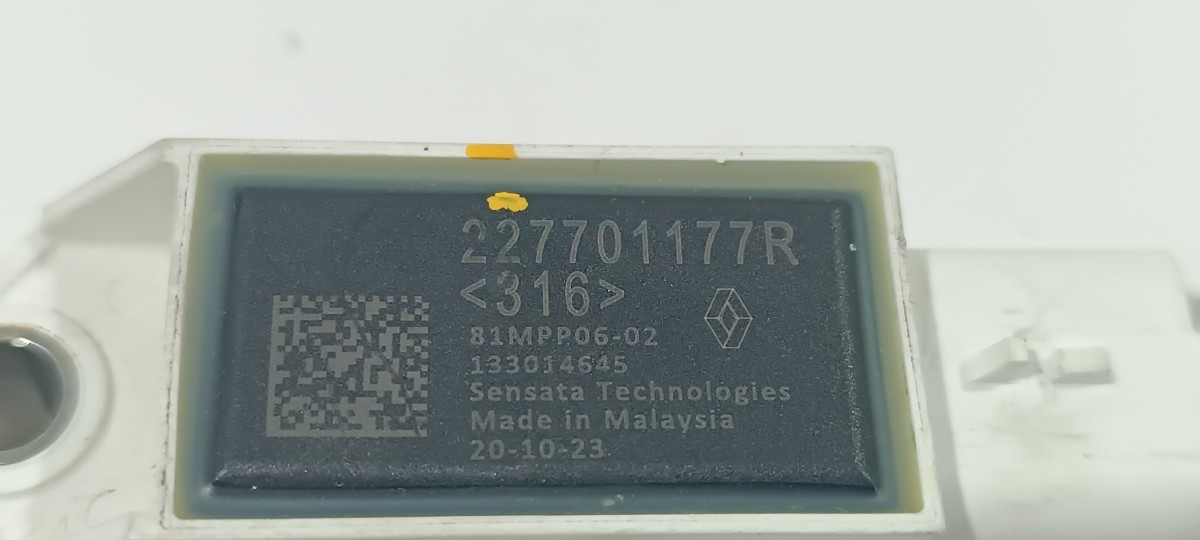 227701177R
<316>
81MPP06-02
133014645
Sensata Technologies
Made in Malaysia
20-10-23